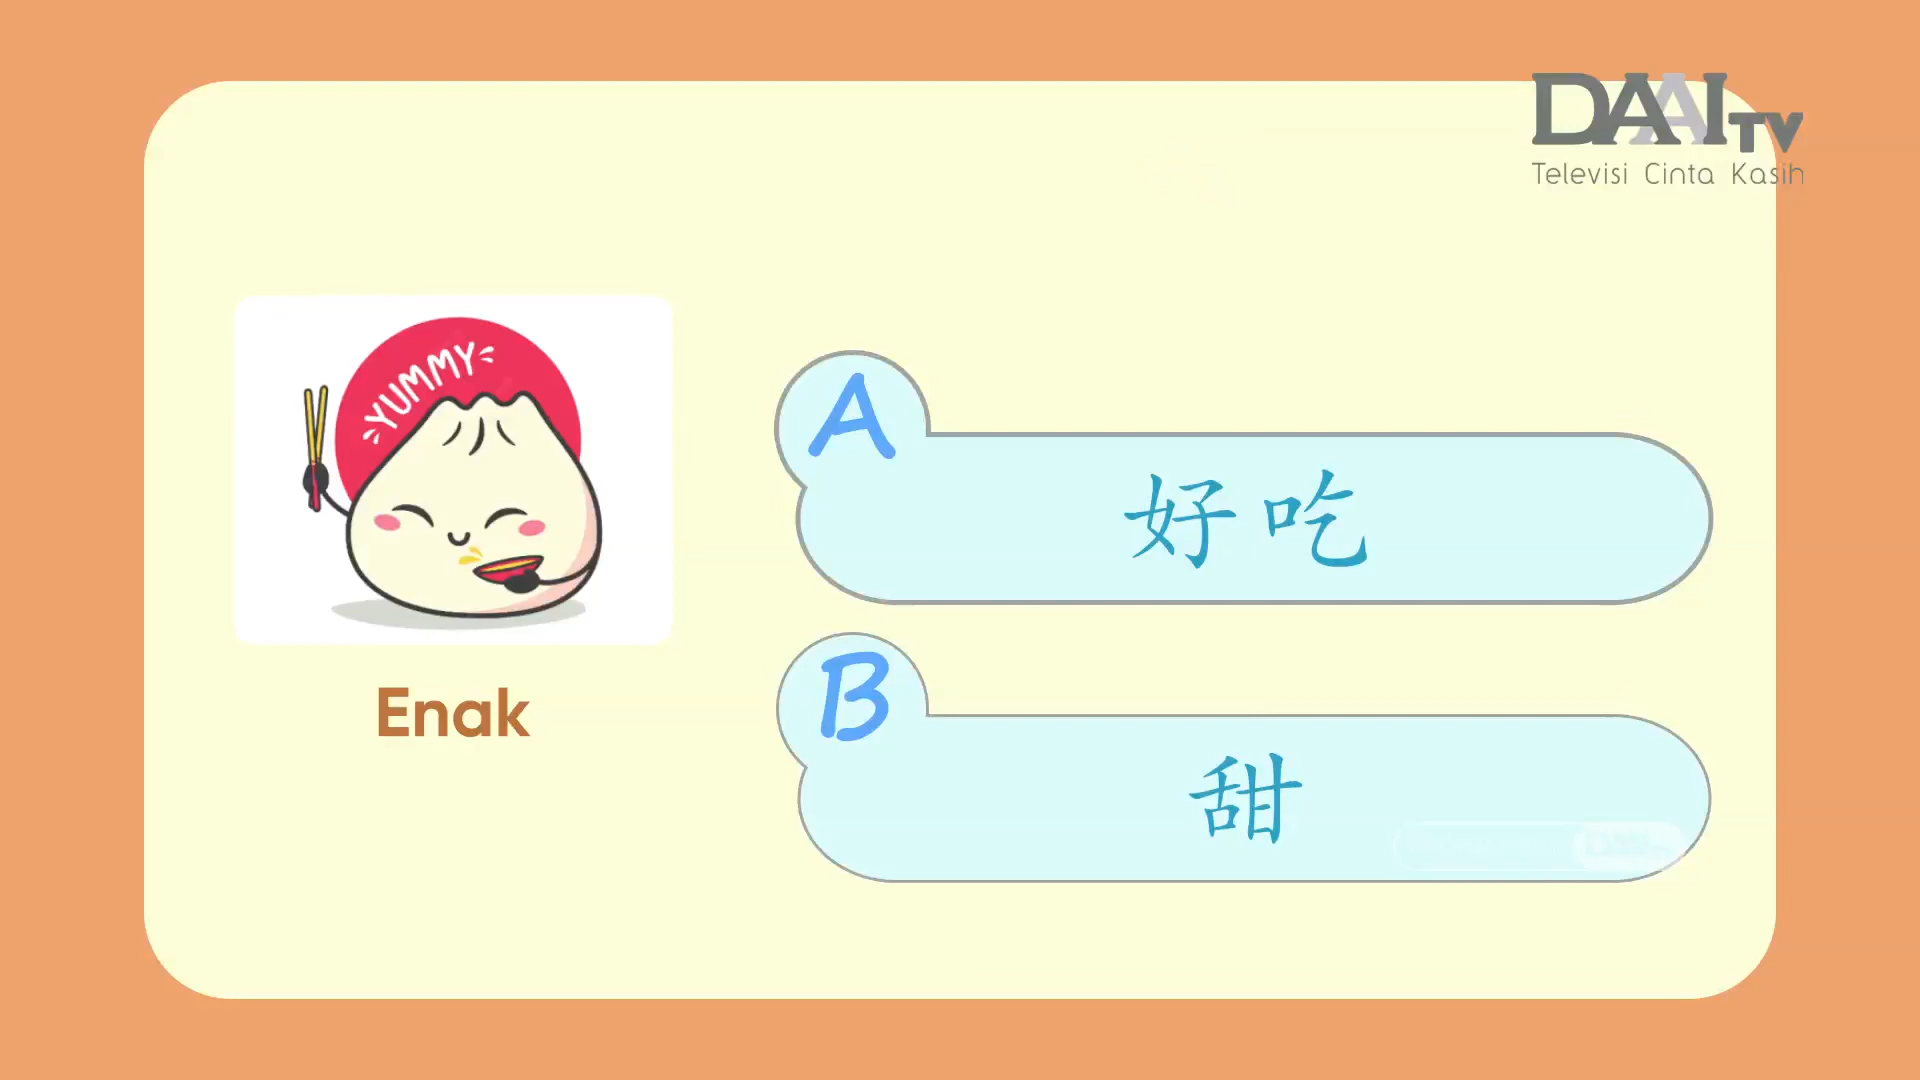 DAAI TV
Televisi Cinta Kasih
YUMMY
Enak
A
好吃
B
甜